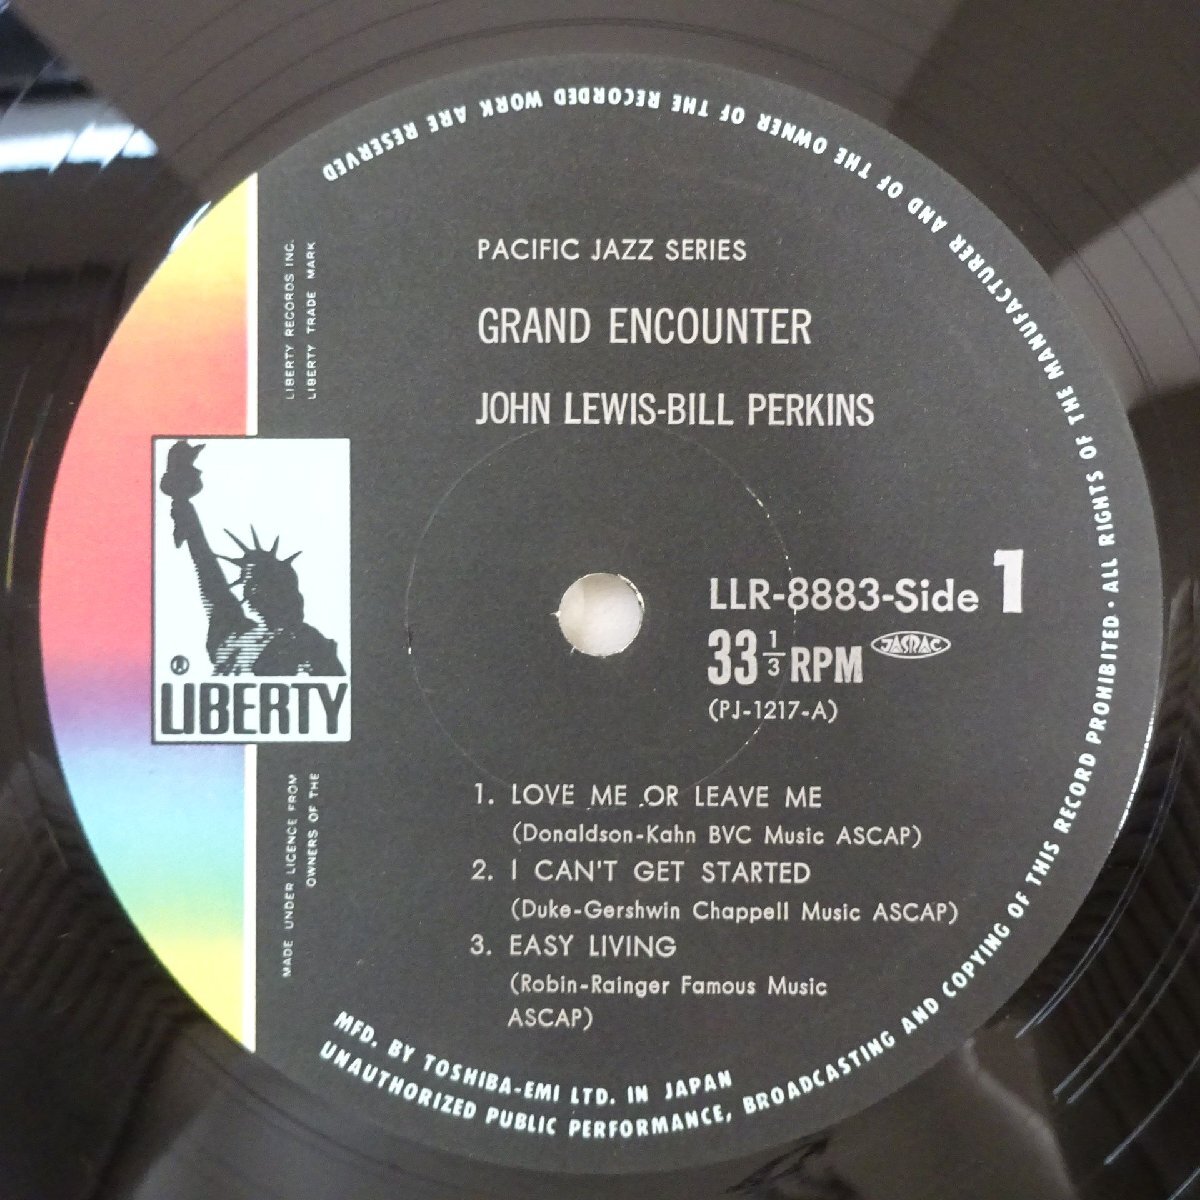 PACIFIC JAZZ SERIES
GRAND ENCOUNTER
JOHN LEWIS-BILL PERKINS
LIBERTY RECORDS INC.
LIBERTY TRADE MARK
LIBERTY
LLR-8883-Side 1
33 1/3 RPM
JASRAC
(PJ-1217-A)
1. LOVE ME OR LEAVE ME
(Donaldson-Kahn BVC Music ASCAP)
2. I CAN'T GET STARTED
(Duke-Gershwin Chappell Music ASCAP)
3. EASY LIVING
(Robin-Rainger Famous Music
ASCAP)
MADE UNDER LICENCE FROM
OWNERS OF THE
MFD. BY TOSHIBA-EMI LTD. IN JAPAN
UNAUTHORIZED PUBLIC PERFORMANCE, BROADCASTING AND COPYING OF THIS RECORD PROHIBITED · ALL RIGHTS OF THE MANUFACTURER AND OF THE OWNER OF THE RECORDED WORK ARE RESERVED